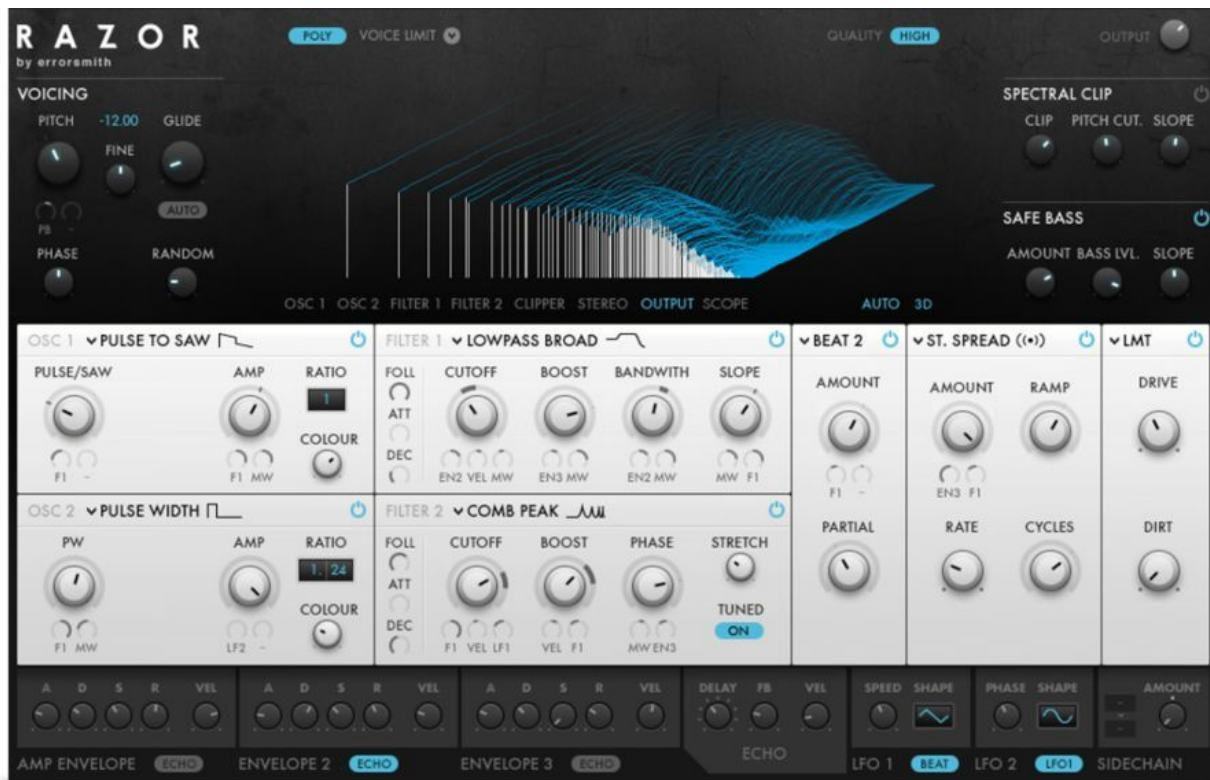 RAZOR
by errorsmith
POLY VOICE LIMIT
QUALITY HIGH
OUTPUT
VOICING
PITCH -12.00 GLIDE
FINE
AUTO
PB -
PHASE RANDOM
SPECTRAL CLIP
CLIP PITCH CUT. SLOPE
SAFE BASS
AMOUNT BASS LVL. SLOPE
OSC 1 OSC 2 FILTER 1 FILTER 2 CLIPPER STEREO OUTPUT SCOPE
AUTO 3D
OSC 1 PULSE TO SAW
PULSE/SAW AMP RATIO
1
COLOUR
F1 - F1 MW
FILTER 1 LOWPASS BROAD
FOLL CUTOFF BOOST BANDWITH SLOPE
ATT
DEC
EN2 VEL MW EN3 MW EN2 MW MW F1
OSC 2 PULSE WIDTH
PW AMP RATIO
1. 24
COLOUR
F1 MW LF2 -
FILTER 2 COMB PEAK
FOLL CUTOFF BOOST PHASE STRETCH
ATT
TUNED
DEC
ON
F1 VEL LF1 VEL F1 MW EN3
BEAT 2
AMOUNT
F1 -
PARTIAL
ST. SPREAD ((•))
AMOUNT RAMP
EN3 F1
RATE CYCLES
LMT
DRIVE
DIRT
A D S R VEL
AMP ENVELOPE ECHO
A D S R VEL
ENVELOPE 2 ECHO
A D S R VEL
ENVELOPE 3 ECHO
DELAY FB VEL
ECHO
SPEED SHAPE
LFO 1 BEAT
PHASE SHAPE
LFO 2 LFO1
AMOUNT
SIDECHAIN